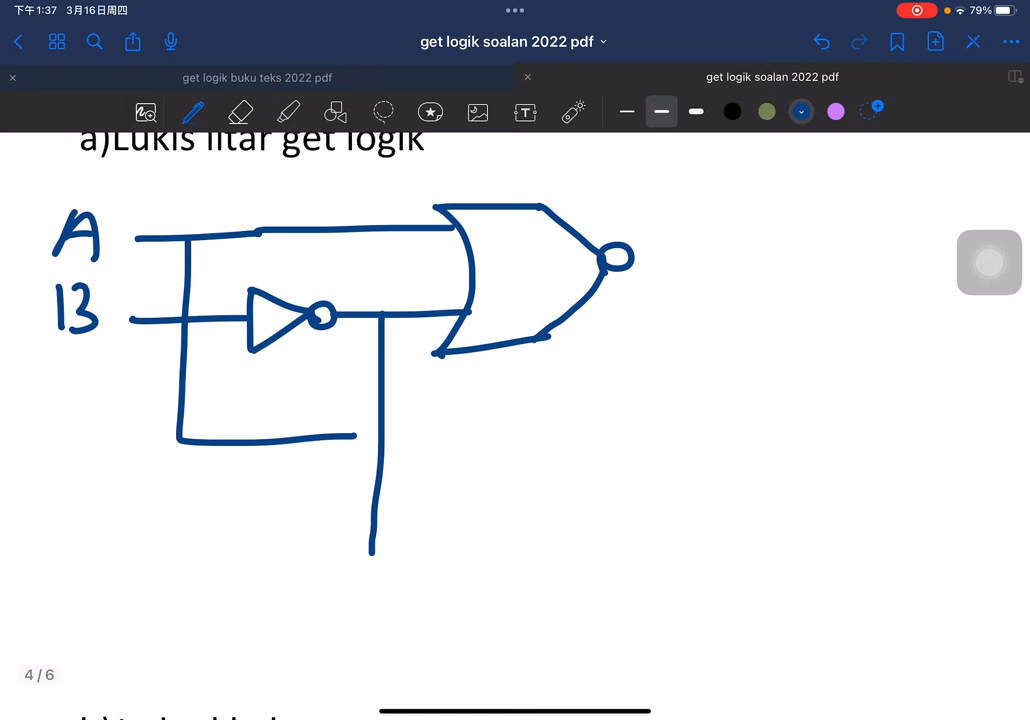 下午1:37 3月16日周四
79%
get logik soalan 2022 pdf
get logik buku teks 2022 pdf
get logik soalan 2022 pdf
a)Lukis litar get logik
A
B
4 / 6